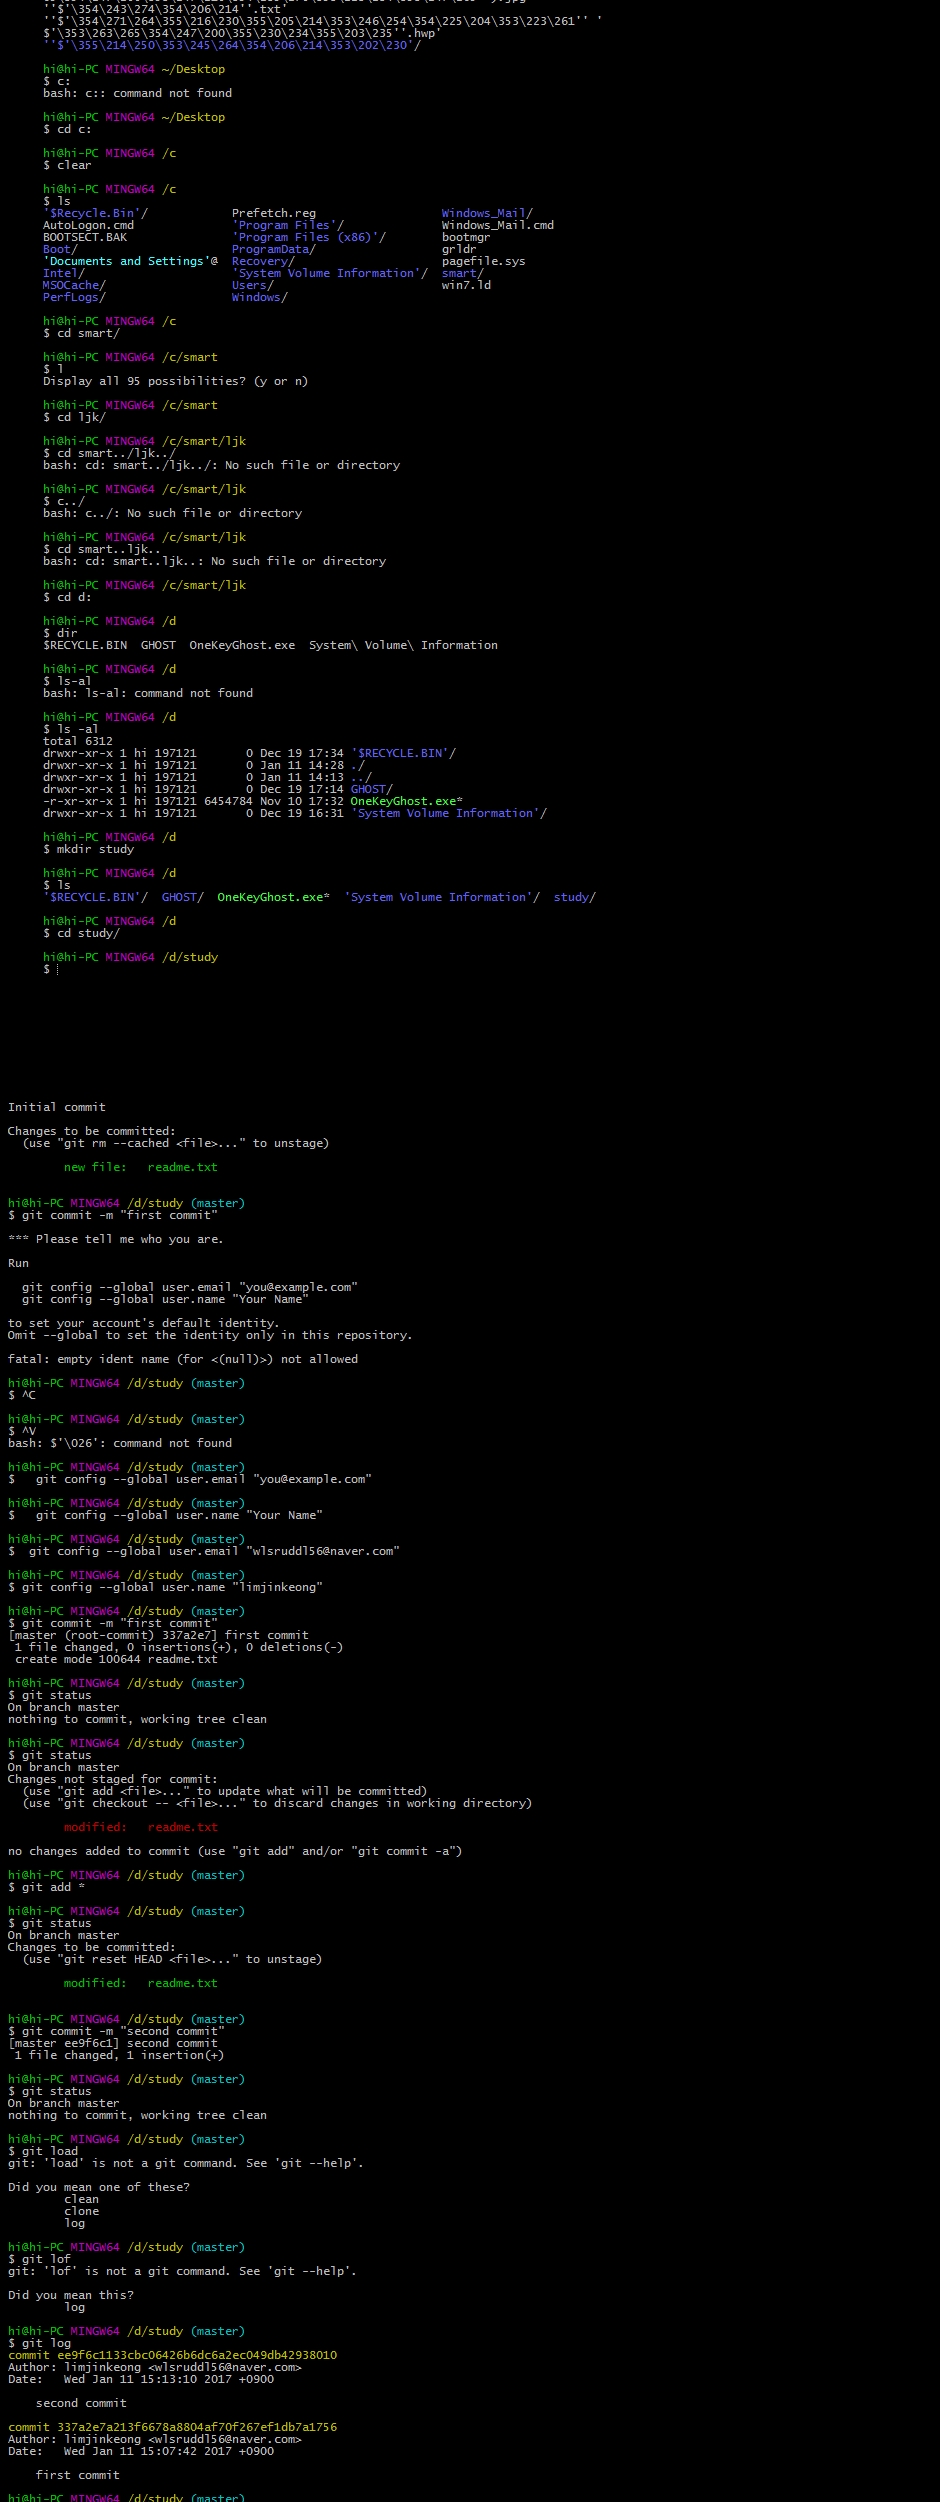 ''$'\354\243\274\354\206\214''.txt'
''$'\354\271\264\355\216\230\355\205\214\353\246\254\354\225\204\353\223\261'' '
$'\353\263\265\354\247\200\355\230\234\355\203\235''.hwp'
''$'\355\214\250\353\245\264\354\206\214\353\202\230'/
hi@hi-PC MINGW64 ~/Desktop
$ c:
bash: c:: command not found
hi@hi-PC MINGW64 ~/Desktop
$ cd c:
hi@hi-PC MINGW64 /c
$ clear
hi@hi-PC MINGW64 /c
$ ls
'$Recycle.Bin'/ Prefetch.reg Windows_Mail/
AutoLogon.cmd 'Program Files'/ Windows_Mail.cmd
BOOTSECT.BAK 'Program Files (x86)'/ bootmgr
Boot/ ProgramData/ grldr
'Documents and Settings'@ Recovery/ pagefile.sys
Intel/ 'System Volume Information'/ smart/
MSOCache/ Users/ win7.ld
PerfLogs/ Windows/
hi@hi-PC MINGW64 /c
$ cd smart/
hi@hi-PC MINGW64 /c/smart
$ l
Display all 95 possibilities? (y or n)
hi@hi-PC MINGW64 /c/smart
$ cd ljk/
hi@hi-PC MINGW64 /c/smart/ljk
$ cd smart../ljk../
bash: cd: smart../ljk../: No such file or directory
hi@hi-PC MINGW64 /c/smart/ljk
$ c../
bash: c../: No such file or directory
hi@hi-PC MINGW64 /c/smart/ljk
$ cd smart..ljk..
bash: cd: smart..ljk..: No such file or directory
hi@hi-PC MINGW64 /c/smart/ljk
$ cd d:
hi@hi-PC MINGW64 /d
$ dir
$RECYCLE.BIN GHOST OneKeyGhost.exe System\ Volume\ Information
hi@hi-PC MINGW64 /d
$ ls-al
bash: ls-al: command not found
hi@hi-PC MINGW64 /d
$ ls -al
total 6312
drwxr-xr-x 1 hi 197121 0 Dec 19 17:34 '$RECYCLE.BIN'/
drwxr-xr-x 1 hi 197121 0 Jan 11 14:28 ./
drwxr-xr-x 1 hi 197121 0 Jan 11 14:13 ../
drwxr-xr-x 1 hi 197121 0 Dec 19 17:14 GHOST/
-r-xr-xr-x 1 hi 197121 6454784 Nov 10 17:32 OneKeyGhost.exe*
drwxr-xr-x 1 hi 197121 0 Dec 19 16:31 'System Volume Information'/
hi@hi-PC MINGW64 /d
$ mkdir study
hi@hi-PC MINGW64 /d
$ ls
'$RECYCLE.BIN'/ GHOST/ OneKeyGhost.exe* 'System Volume Information'/ study/
hi@hi-PC MINGW64 /d
$ cd study/
hi@hi-PC MINGW64 /d/study
$
Initial commit
Changes to be committed:
(use "git rm --cached <file>..." to unstage)
new file: readme.txt
hi@hi-PC MINGW64 /d/study (master)
$ git commit -m "first commit"
*** Please tell me who you are.
Run
git config --global user.email "you@example.com"
git config --global user.name "Your Name"
to set your account's default identity.
Omit --global to set the identity only in this repository.
fatal: empty ident name (for <(null)>) not allowed
hi@hi-PC MINGW64 /d/study (master)
$ ^C
hi@hi-PC MINGW64 /d/study (master)
$ ^V
bash: $'\026': command not found
hi@hi-PC MINGW64 /d/study (master)
$ git config --global user.email "you@example.com"
hi@hi-PC MINGW64 /d/study (master)
$ git config --global user.name "Your Name"
hi@hi-PC MINGW64 /d/study (master)
$ git config --global user.email "wlsruddl56@naver.com"
hi@hi-PC MINGW64 /d/study (master)
$ git config --global user.name "limjinkeong"
hi@hi-PC MINGW64 /d/study (master)
$ git commit -m "first commit"
[master (root-commit) 337a2e7] first commit
1 file changed, 0 insertions(+), 0 deletions(-)
create mode 100644 readme.txt
hi@hi-PC MINGW64 /d/study (master)
$ git status
On branch master
nothing to commit, working tree clean
hi@hi-PC MINGW64 /d/study (master)
$ git status
On branch master
Changes not staged for commit:
(use "git add <file>..." to update what will be committed)
(use "git checkout -- <file>..." to discard changes in working directory)
modified: readme.txt
no changes added to commit (use "git add" and/or "git commit -a")
hi@hi-PC MINGW64 /d/study (master)
$ git add *
hi@hi-PC MINGW64 /d/study (master)
$ git status
On branch master
Changes to be committed:
(use "git reset HEAD <file>..." to unstage)
modified: readme.txt
hi@hi-PC MINGW64 /d/study (master)
$ git commit -m "second commit"
[master ee9f6c1] second commit
1 file changed, 1 insertion(+)
hi@hi-PC MINGW64 /d/study (master)
$ git status
On branch master
nothing to commit, working tree clean
hi@hi-PC MINGW64 /d/study (master)
$ git load
git: 'load' is not a git command. See 'git --help'.
Did you mean one of these?
clean
clone
log
hi@hi-PC MINGW64 /d/study (master)
$ git lof
git: 'lof' is not a git command. See 'git --help'.
Did you mean this?
log
hi@hi-PC MINGW64 /d/study (master)
$ git log
commit ee9f6c1133cbc06426b6dc6a2ec049db42938010
Author: limjinkeong <wlsruddl56@naver.com>
Date: Wed Jan 11 15:13:10 2017 +0900
second commit
commit 337a2e7a213f6678a8804af70f267ef1db7a1756
Author: limjinkeong <wlsruddl56@naver.com>
Date: Wed Jan 11 15:07:42 2017 +0900
first commit
hi@hi-PC MINGW64 /d/study (master)